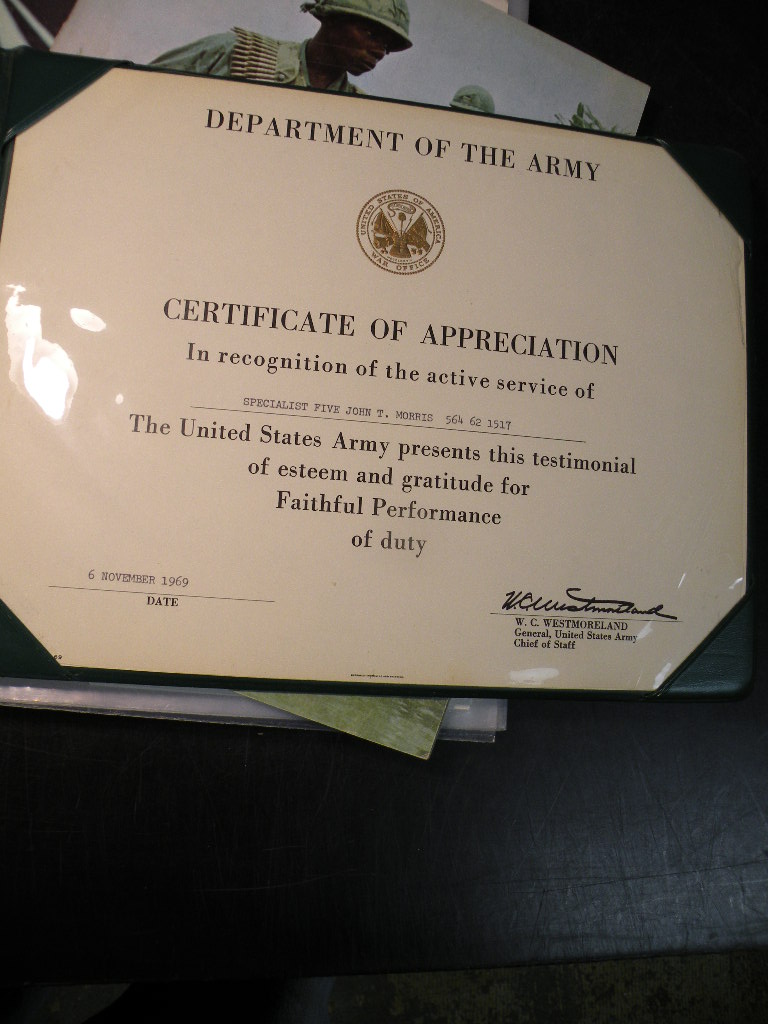 DEPARTMENT OF THE ARMY
UNITED STATES OF AMERICA
WAR OFFICE
CERTIFICATE OF APPRECIATION
In recognition of the active service of
SPECIALIST FIVE JOHN T. MORRIS 564 62 1517
The United States Army presents this testimonial
of esteem and gratitude for
Faithful Performance
of duty
6 NOVEMBER 1969
DATE
W. C. Westmoreland
W. C. WESTMORELAND
General, United States Army
Chief of Staff